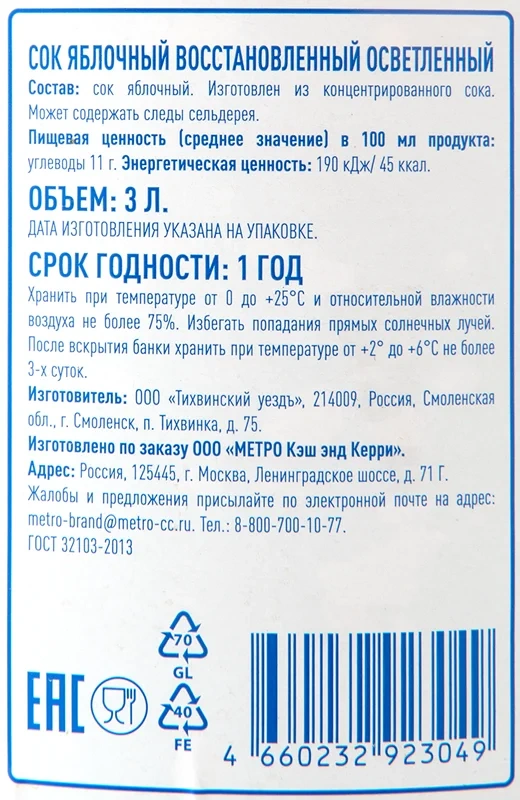 СОК ЯБЛОЧНЫЙ ВОССТАНОВЛЕННЫЙ ОСВЕТЛЕННЫЙ
Состав: сок яблочный. Изготовлен из концентрированного сока.
Может содержать следы сельдерея.
Пищевая ценность (среднее значение) в 100 мл продукта:
углеводы 11 г. Энергетическая ценность: 190 кДж/ 45 ккал.
ОБЪЕМ: 3 Л.
ДАТА ИЗГОТОВЛЕНИЯ УКАЗАНА НА УПАКОВКЕ.
СРОК ГОДНОСТИ: 1 ГОД
Хранить при температуре от 0 до +25°С и относительной влажности
воздуха не более 75%. Избегать попадания прямых солнечных лучей.
После вскрытия банки хранить при температуре от +2° до +6°С не более
3-х суток.
Изготовитель: ООО «Тихвинский уездъ», 214009, Россия, Смоленская
обл., г. Смоленск, п. Тихвинка, д. 75.
Изготовлено по заказу ООО «МЕТРО Кэш энд Керри».
Адрес: Россия, 125445, г. Москва, Ленинградское шоссе, д. 71 Г.
Жалобы и предложения присылайте по электронной почте на адрес:
metro-brand@metro-cc.ru. Тел.: 8-800-700-10-77.
ГОСТ 32103-2013
70
GL
EAC
40
FE
4 660232 923049